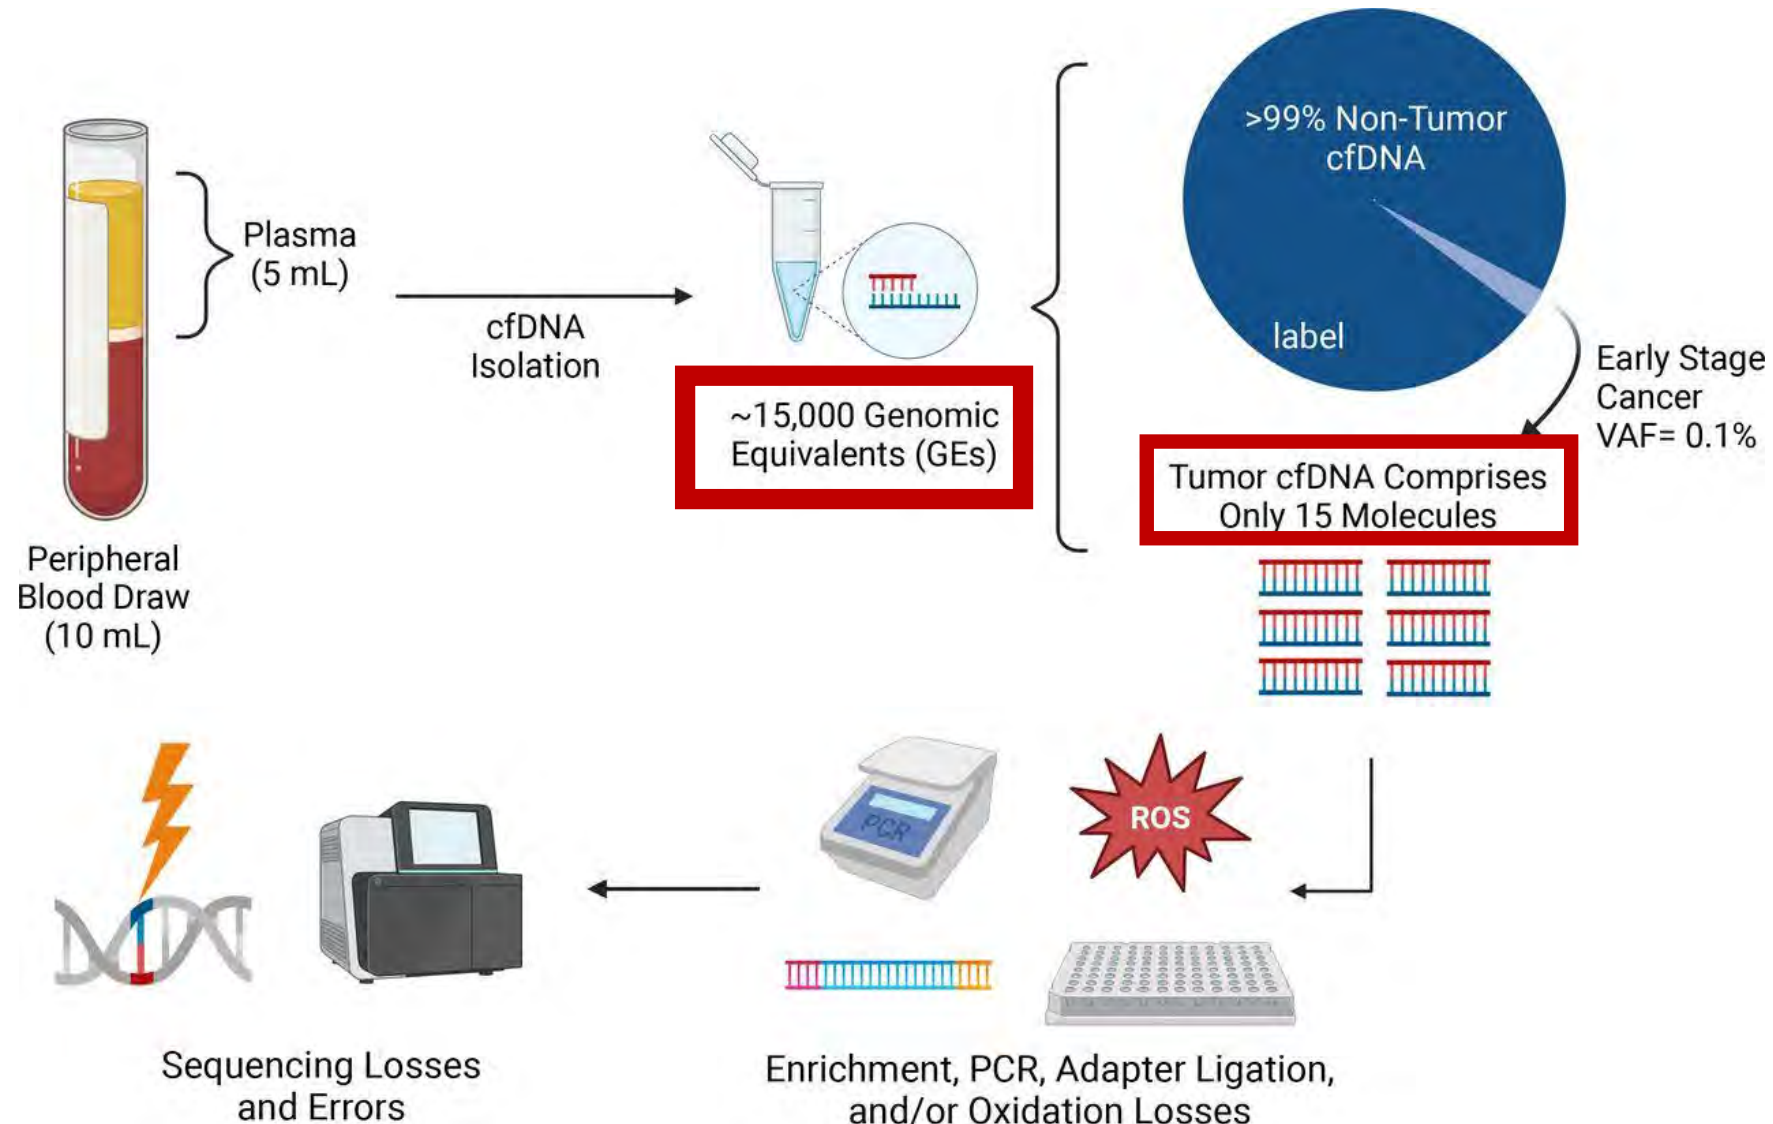 Plasma
(5 mL)
Peripheral
Blood Draw
(10 mL)
cfDNA
Isolation
~15,000 Genomic
Equivalents (GEs)
>99% Non-Tumor
cfDNA
label
Early Stage
Cancer
VAF= 0.1%
Tumor cfDNA Comprises
Only 15 Molecules
ROS
PCR
Enrichment, PCR, Adapter Ligation,
and/or Oxidation Losses
Sequencing Losses
and Errors